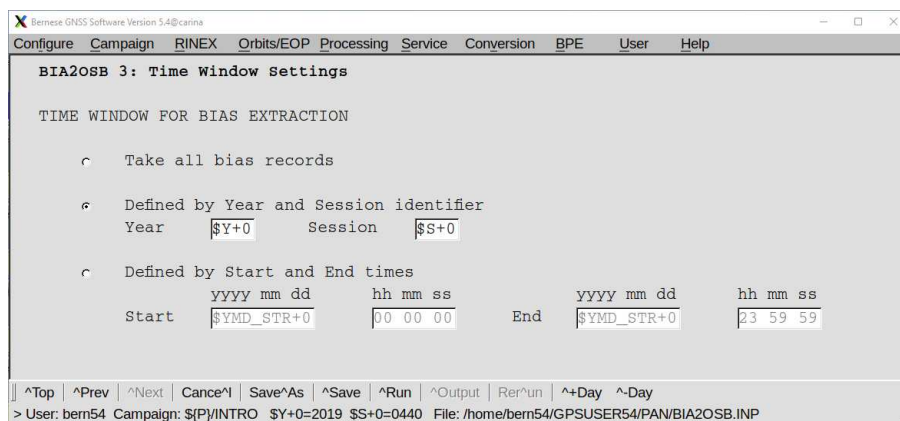 Bernese GNSS Software Version 5.4@carina
Configure Campaign RINEX Orbits/EOP Processing Service Conversion BPE User Help
BIA2OSB 3: Time Window Settings
TIME WINDOW FOR BIAS EXTRACTION
Take all bias records
Defined by Year and Session identifier
Year $Y+0 Session $S+0
Defined by Start and End times
yyyy mm dd hh mm ss yyyy mm dd hh mm ss
Start $YMD_STR+0 00 00 00 End $YMD_STR+0 23 59 59
^Top | ^Prev | ^Next | Cance^l | Save^As | ^Save | ^Run | ^Output | Rer^un | ^+Day ^-Day
> User: bern54 Campaign: ${P}/INTRO $Y+0=2019 $S+0=0440 File: /home/bern54/GPSUSER54/PAN/BIA2OSB.INP